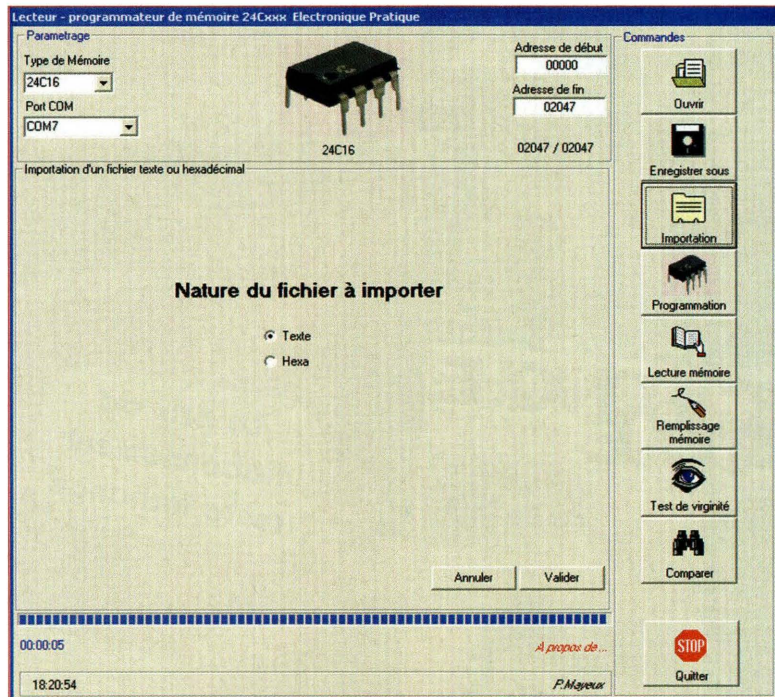 Lecteur - programmateur de mémoire 24Cxxx Electronique Pratique
Parametrage
Type de Mémoire
24C16
Port COM
COM7
24C16
Adresse de début
00000
Adresse de fin
02047
02047 / 02047
Importation d'un fichier texte ou hexadécimal
Nature du fichier à importer
Texte
Hexa
Annuler
Valider
00:00:05
A propos de...
18:20:54
P.Mayeux
Commandes
Ouvrir
Enregistrer sous
Importation
Programmation
Lecture mémoire
Remplissage
mémoire
Test de virginité
Comparer
STOP
Quitter